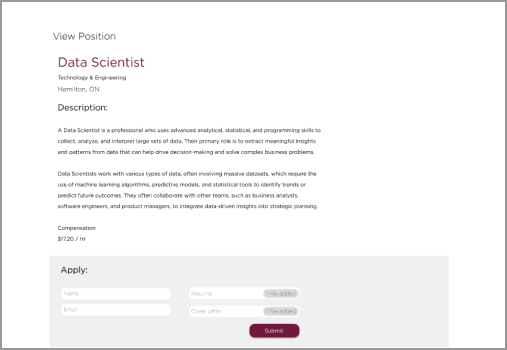 View Position
Data Scientist
Technology & Engineering
Hamilton, ON
Description:
A Data Scientist is a professional who uses advanced analytical, statistical, and programming skills to
collect, analyze, and interpret large sets of data. Their primary role is to extract meaningful insights
and patterns from data that can help drive decision-making and solve complex business problems.
Data Scientists work with various types of data, often involving massive datasets, which require the
use of machine learning algorithms, predictive models, and statistical tools to identify trends or
predict future outcomes. They often collaborate with other teams, such as business analysts,
software engineers, and product managers, to integrate data-driven insights into strategic planning.
Compensation
$17.20 / Hr
Apply:
Name
Resume
* File added
Email
Cover Letter
* File added
Submit